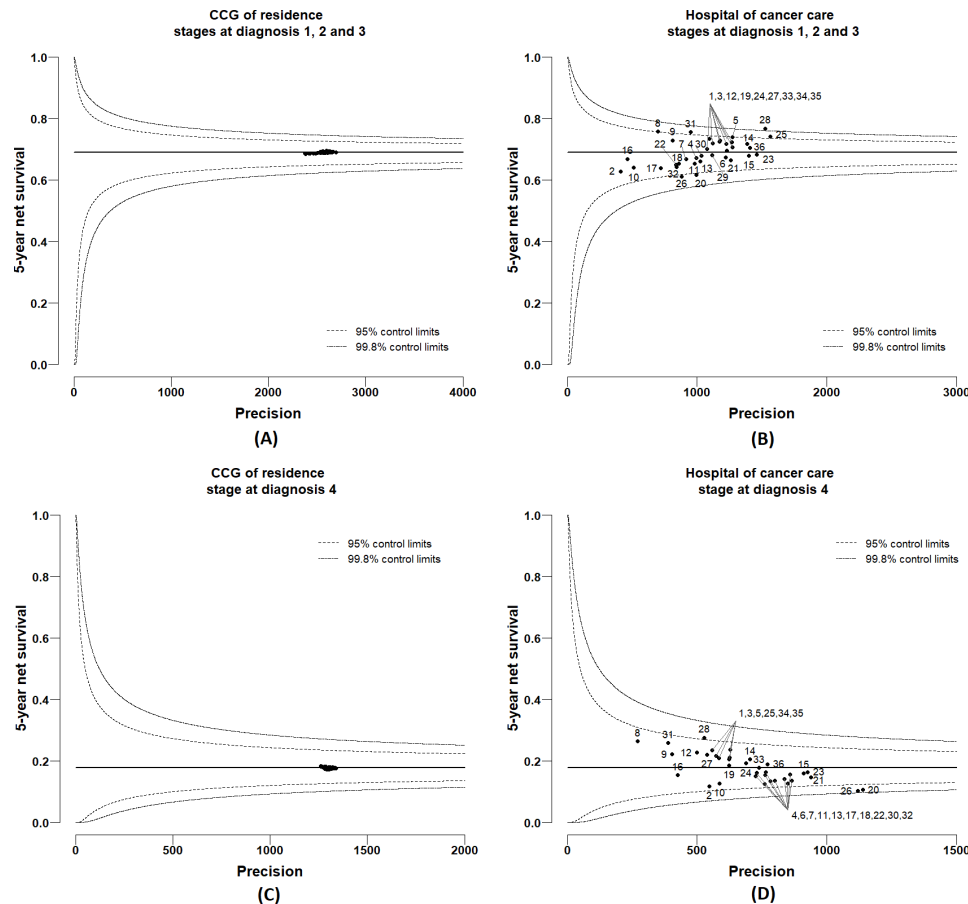 CCG of residence
stages at diagnosis 1, 2 and 3
1.0
0.8
0.6
0.4
0.2
0.0
5-year net survival
95% control limits
99.8% control limits
0 1000 2000 3000 4000
Precision
(A)
Hospital of cancer care
stages at diagnosis 1, 2 and 3
1.0
0.8
0.6
0.4
0.2
0.0
5-year net survival
1,3,12,19,24,27,33,34,35
8 31 5 28
9 25
22 7 4 30 14 36
16 18 15 23
2 10 17 32 11 13 6 21
26 20 29
95% control limits
99.8% control limits
0 1000 2000 3000
Precision
(B)
CCG of residence
stage at diagnosis 4
1.0
0.8
0.6
0.4
0.2
0.0
5-year net survival
95% control limits
99.8% control limits
0 500 1000 1500 2000
Precision
(C)
Hospital of cancer care
stage at diagnosis 4
1.0
0.8
0.6
0.4
0.2
0.0
5-year net survival
95% control limits
99.8% control limits
1,3,5,25,34,35
8 31 28
9 12 27 14 33
16 19 24 36 15 23
2 10 21
26 20
4,6,7,11,13,17,18,22,30,32
0 500 1000 1500
Precision
(D)